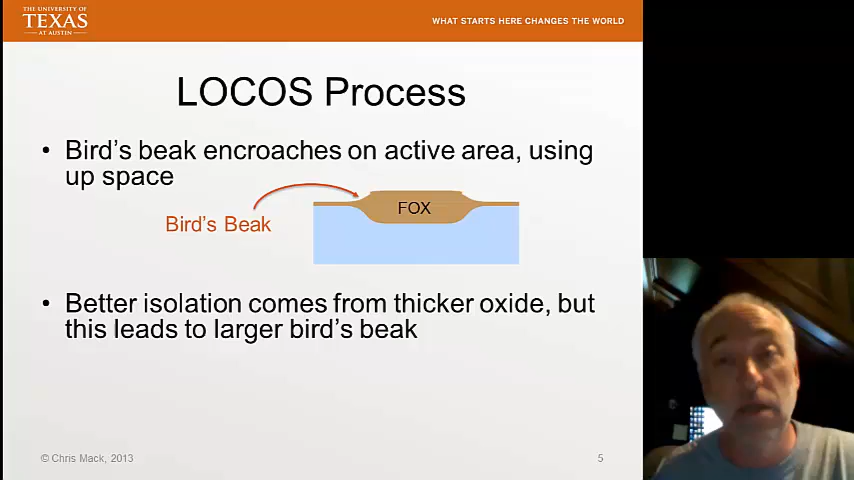 THE UNIVERSITY OF
TEXAS
AT AUSTIN
WHAT STARTS HERE CHANGES THE WORLD
LOCOS Process
• Bird's beak encroaches on active area, using
up space
FOX
Bird's Beak
• Better isolation comes from thicker oxide, but
this leads to larger bird's beak
© Chris Mack, 2013
5